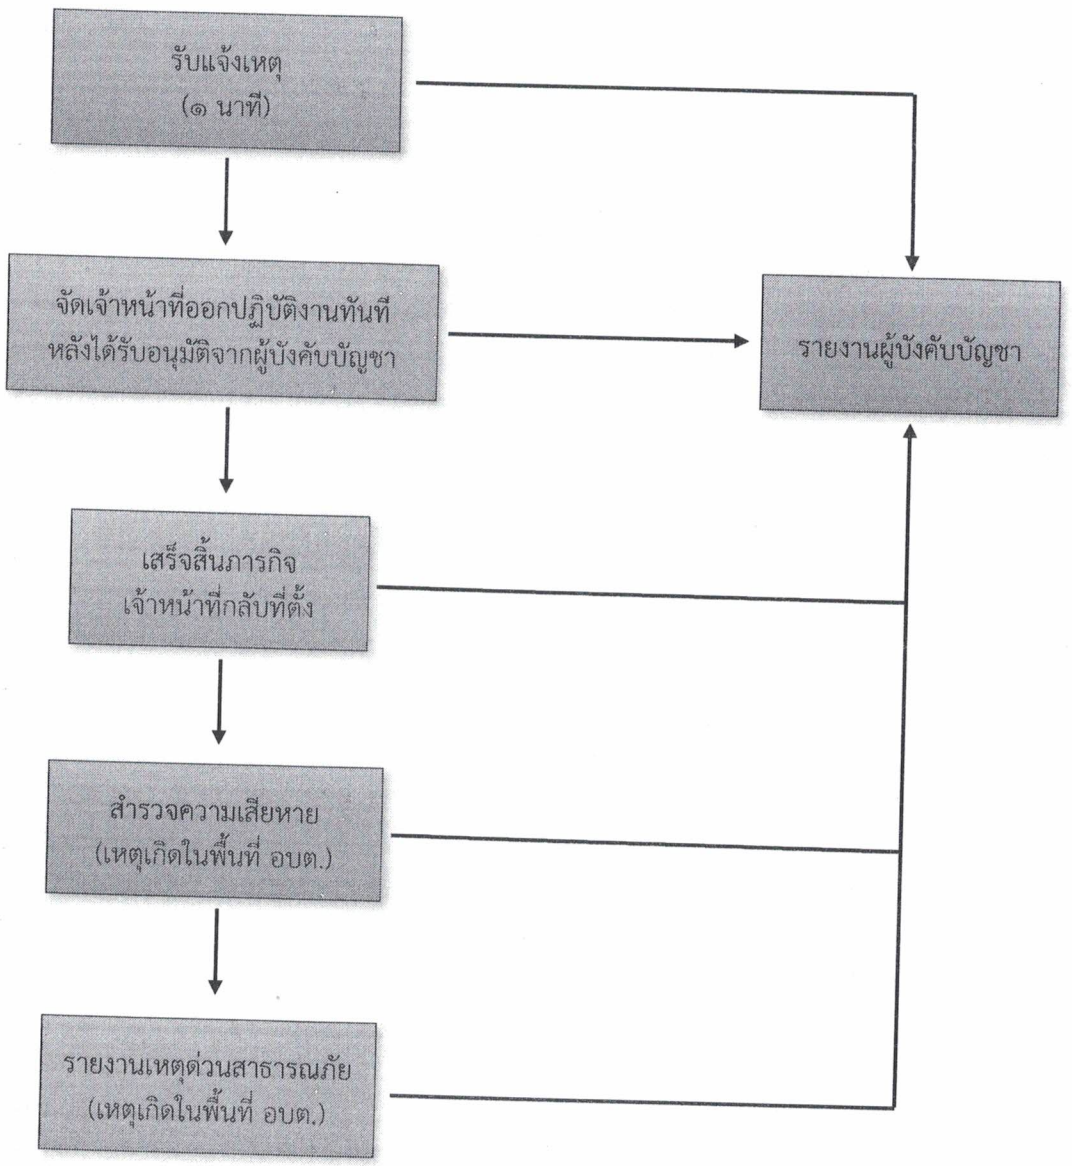 รับแจ้งเหตุ
(๑ นาที)
จัดเจ้าหน้าที่ออกปฏิบัติงานทันที
หลังได้รับอนุมัติจากผู้บังคับบัญชา
รายงานผู้บังคับบัญชา
เสร็จสิ้นภารกิจ
เจ้าหน้าที่กลับที่ตั้ง
สำรวจความเสียหาย
(เหตุเกิดในพื้นที่ อบต.)
รายงานเหตุด่วนสาธารณภัย
(เหตุเกิดในพื้นที่ อบต.)